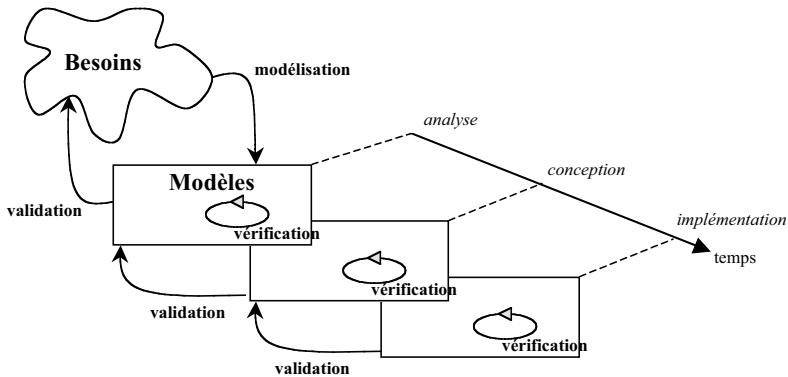 Besoins
modélisation
analyse
Modèles
conception
validation
vérification
implémentation
temps
vérification
validation
vérification
validation